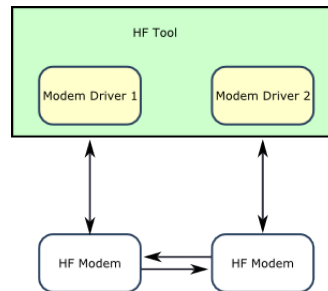 HF Tool
Modem Driver 1
Modem Driver 2
HF Modem
HF Modem